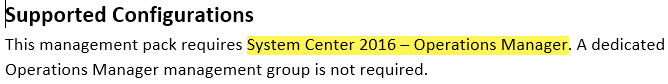 Supported Configurations
This management pack requires System Center 2016 – Operations Manager. A dedicated
Operations Manager management group is not required.